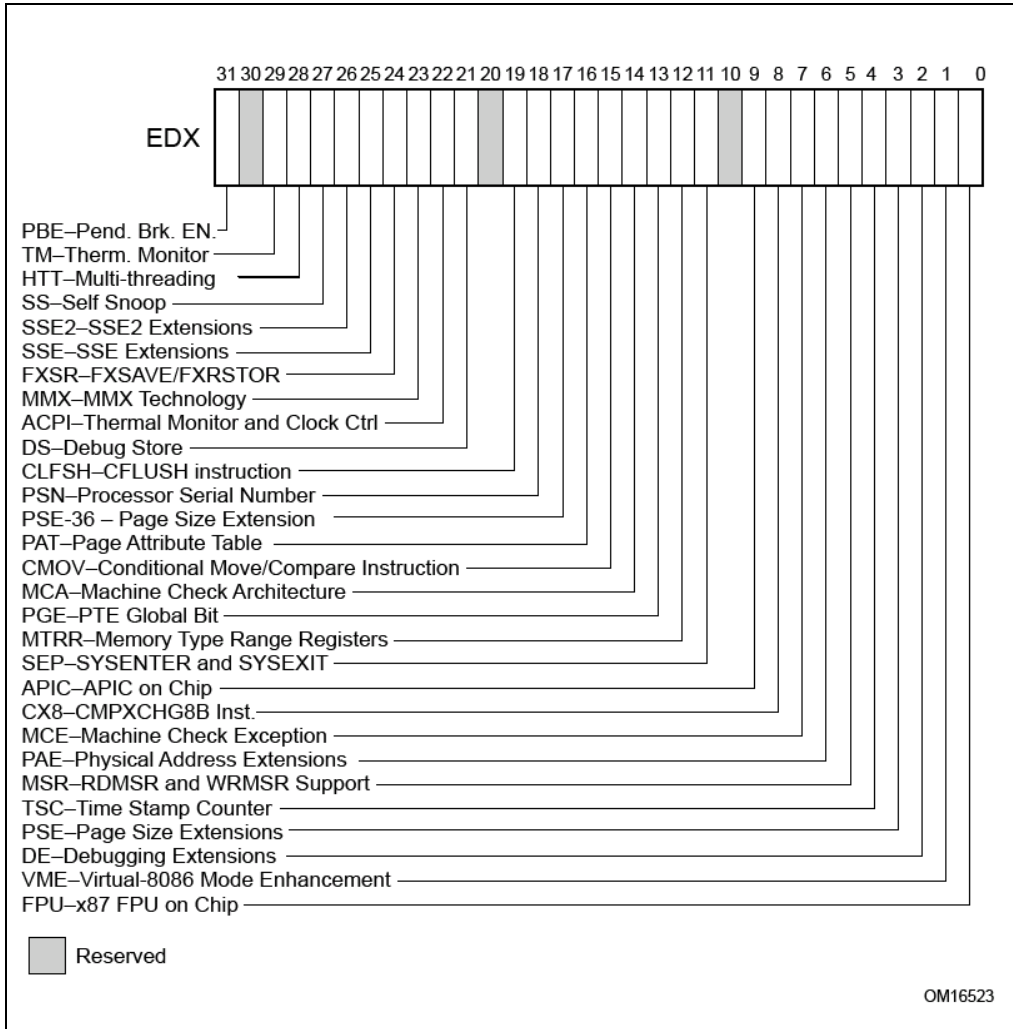 31 30 29 28 27 26 25 24 23 22 21 20 19 18 17 16 15 14 13 12 11 10 9 8 7 6 5 4 3 2 1 0
EDX
PBE–Pend. Brk. EN.
TM–Therm. Monitor
HTT–Multi-threading
SS–Self Snoop
SSE2–SSE2 Extensions
SSE–SSE Extensions
FXSR–FXSAVE/FXRSTOR
MMX–MMX Technology
ACPI–Thermal Monitor and Clock Ctrl
DS–Debug Store
CLFSH–CFLUSH instruction
PSN–Processor Serial Number
PSE-36 – Page Size Extension
PAT–Page Attribute Table
CMOV–Conditional Move/Compare Instruction
MCA–Machine Check Architecture
PGE–PTE Global Bit
MTRR–Memory Type Range Registers
SEP–SYSENTER and SYSEXIT
APIC–APIC on Chip
CX8–CMPXCHG8B Inst.
MCE–Machine Check Exception
PAE–Physical Address Extensions
MSR–RDMSR and WRMSR Support
TSC–Time Stamp Counter
PSE–Page Size Extensions
DE–Debugging Extensions
VME–Virtual-8086 Mode Enhancement
FPU–x87 FPU on Chip
Reserved
OM16523